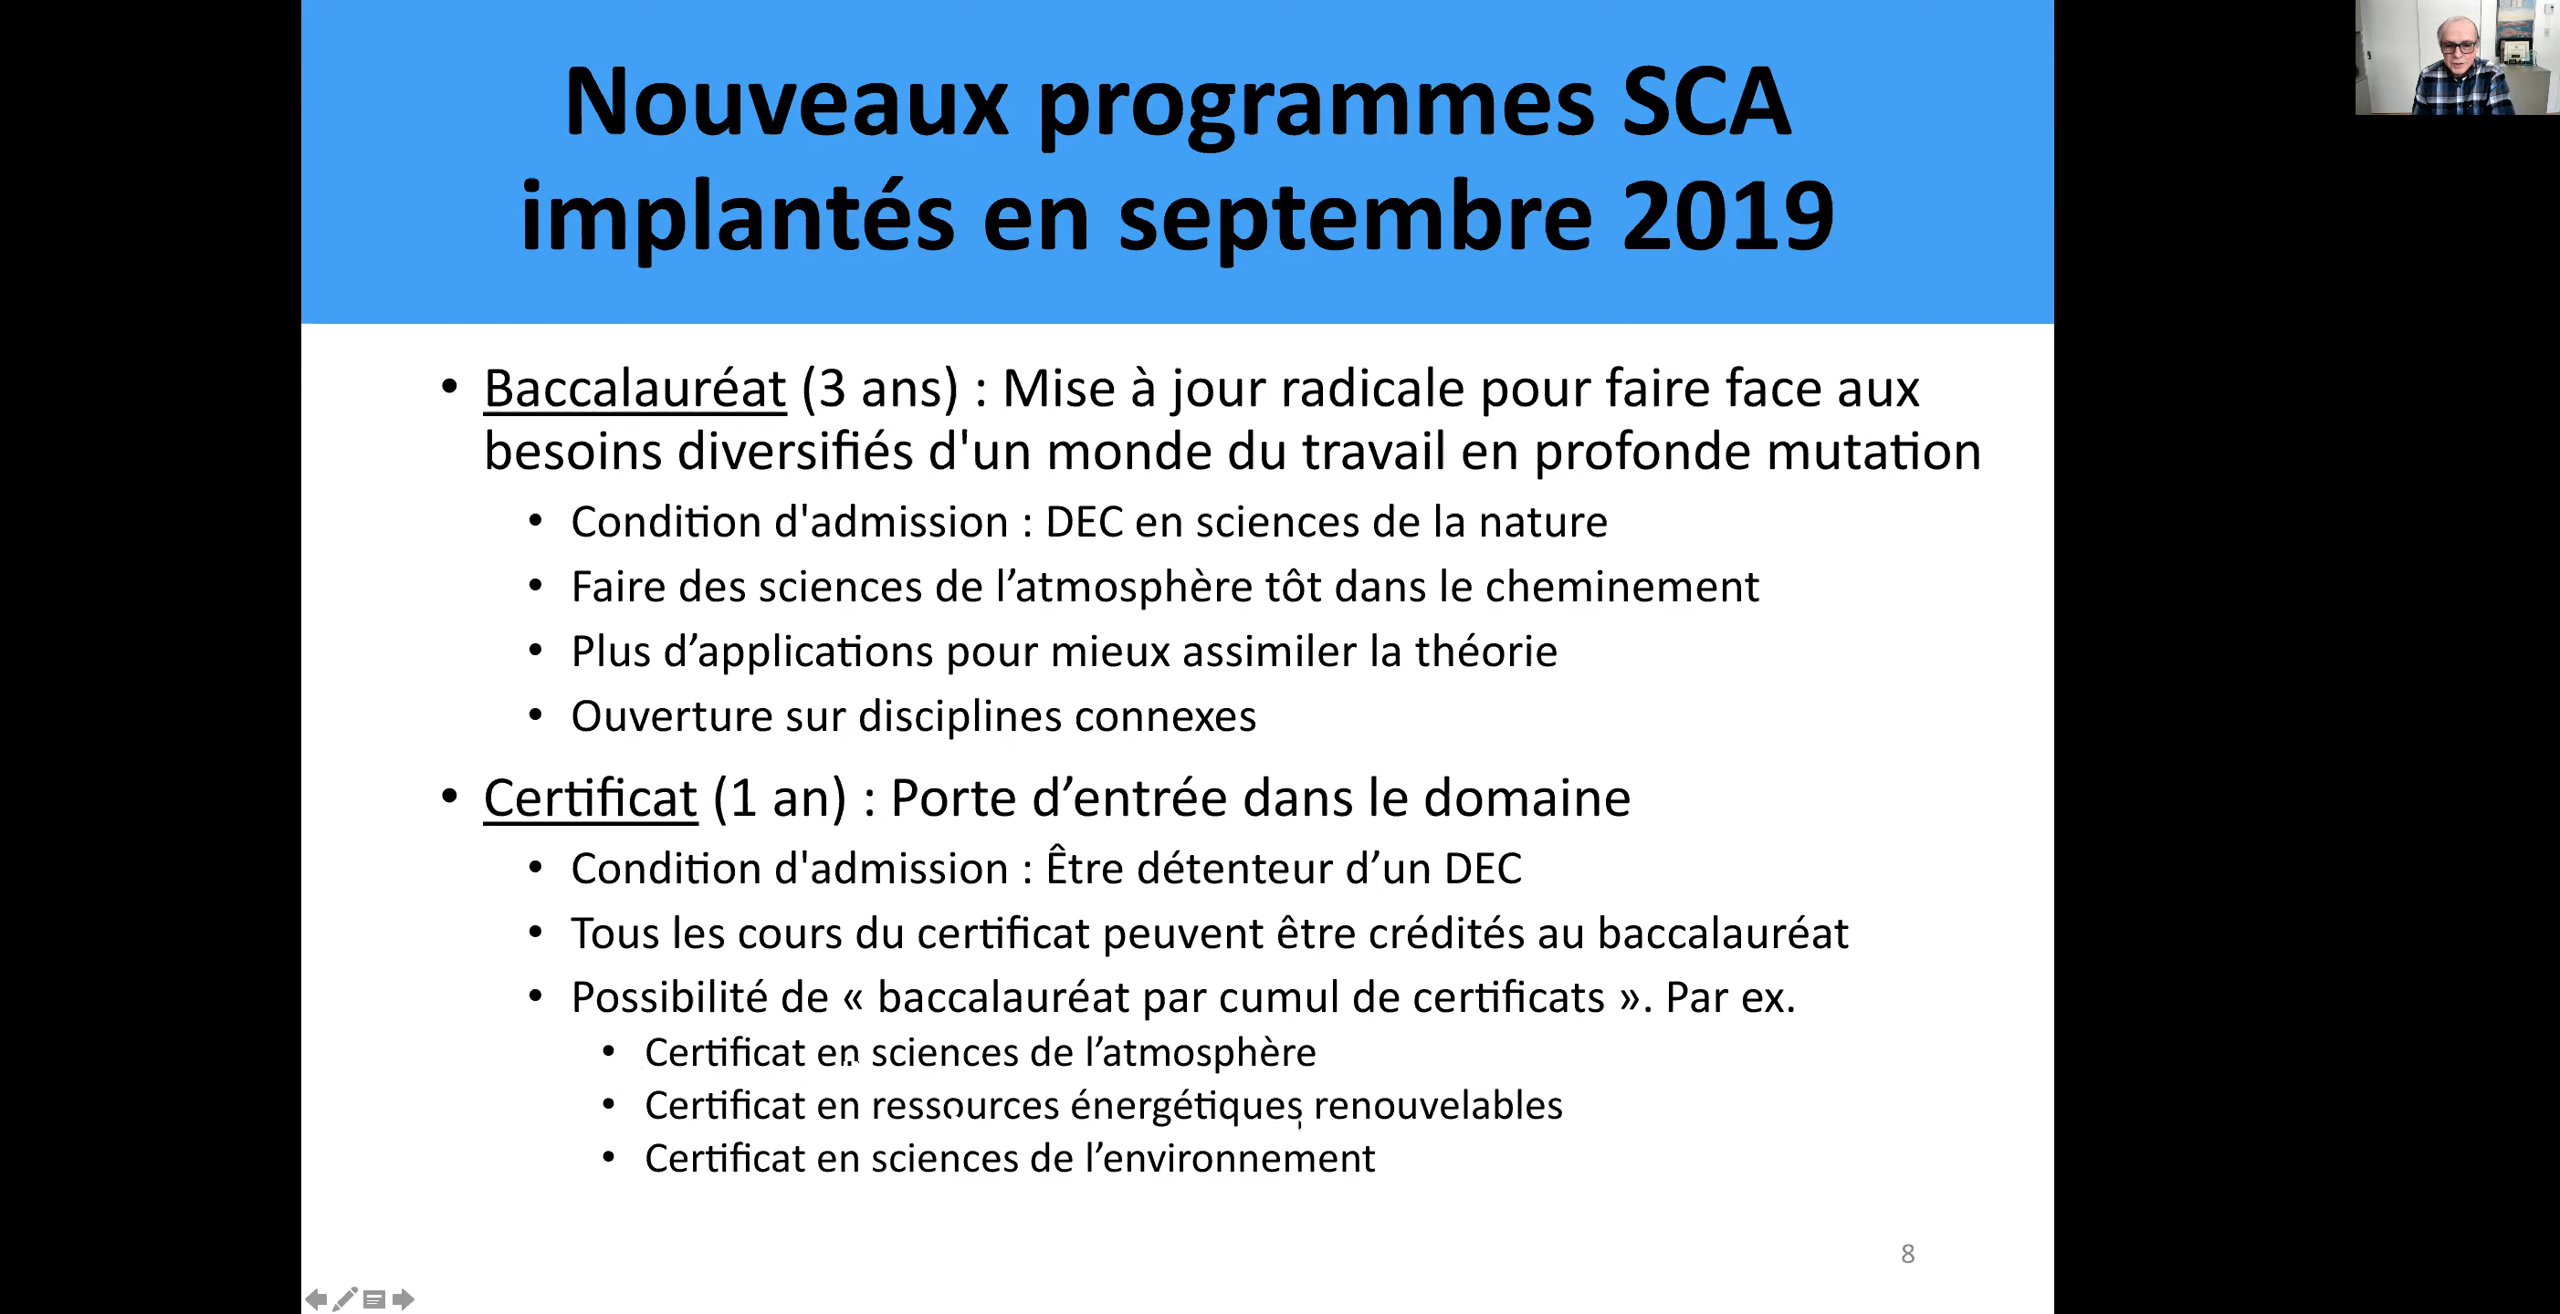 Nouveaux programmes SCA
implantés en septembre 2019
• Baccalauréat (3 ans) : Mise à jour radicale pour faire face aux
besoins diversifiés d'un monde du travail en profonde mutation
• Condition d'admission : DEC en sciences de la nature
• Faire des sciences de l’atmosphère tôt dans le cheminement
• Plus d’applications pour mieux assimiler la théorie
• Ouverture sur disciplines connexes
• Certificat (1 an) : Porte d’entrée dans le domaine
• Condition d'admission : Être détenteur d’un DEC
• Tous les cours du certificat peuvent être crédités au baccalauréat
• Possibilité de « baccalauréat par cumul de certificats ». Par ex.
• Certificat en sciences de l’atmosphère
• Certificat en ressources énergétiques renouvelables
• Certificat en sciences de l’environnement
8